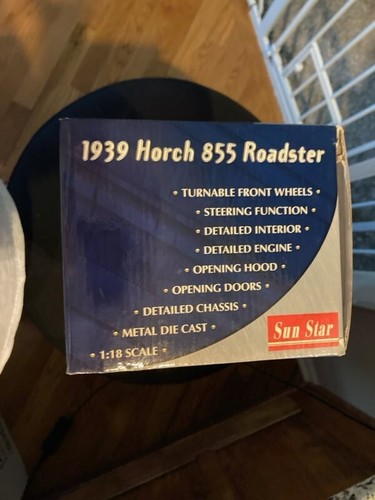 1939 Horch 855 Roadster
• TURNABLE FRONT WHEELS •
• STEERING FUNCTION •
• DETAILED INTERIOR •
• DETAILED ENGINE •
• OPENING HOOD •
• OPENING DOORS •
• DETAILED CHASSIS •
• METAL DIE CAST •
• 1:18 SCALE •
Sun Star